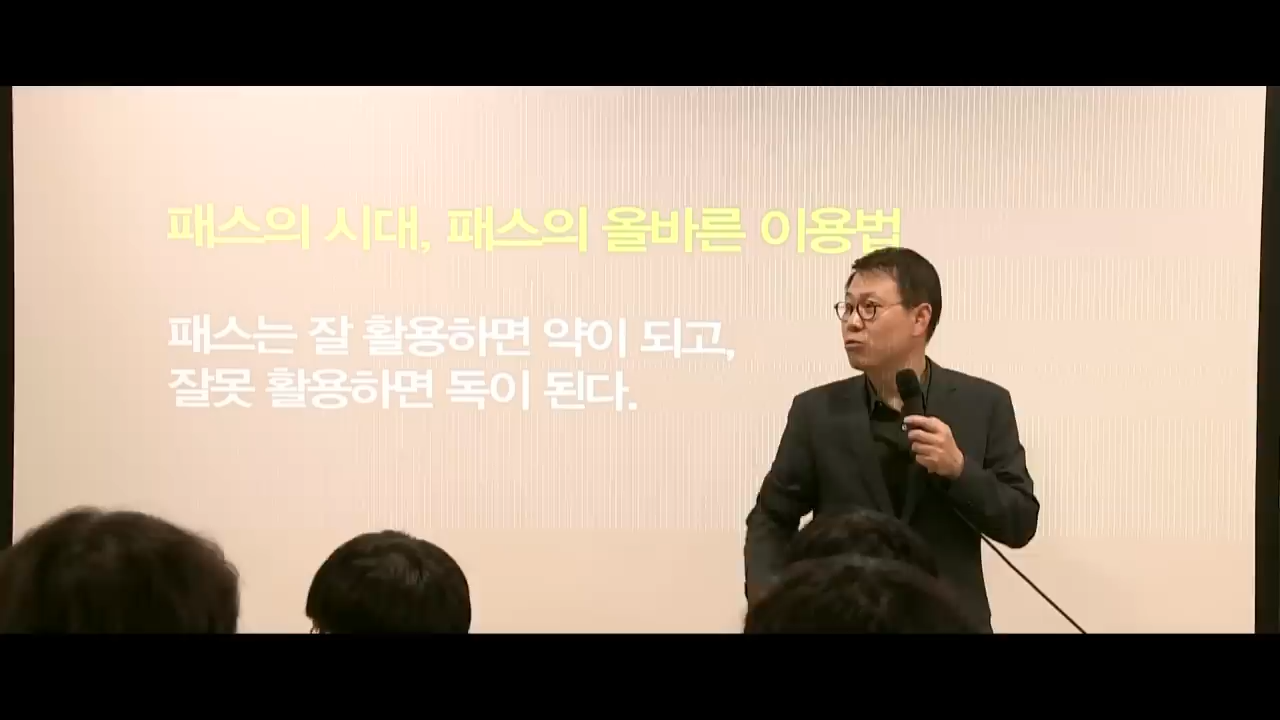 패스의 시대, 패스의 올바른 이용법
패스는 잘 활용하면 약이 되고,
잘못 활용하면 독이 된다.